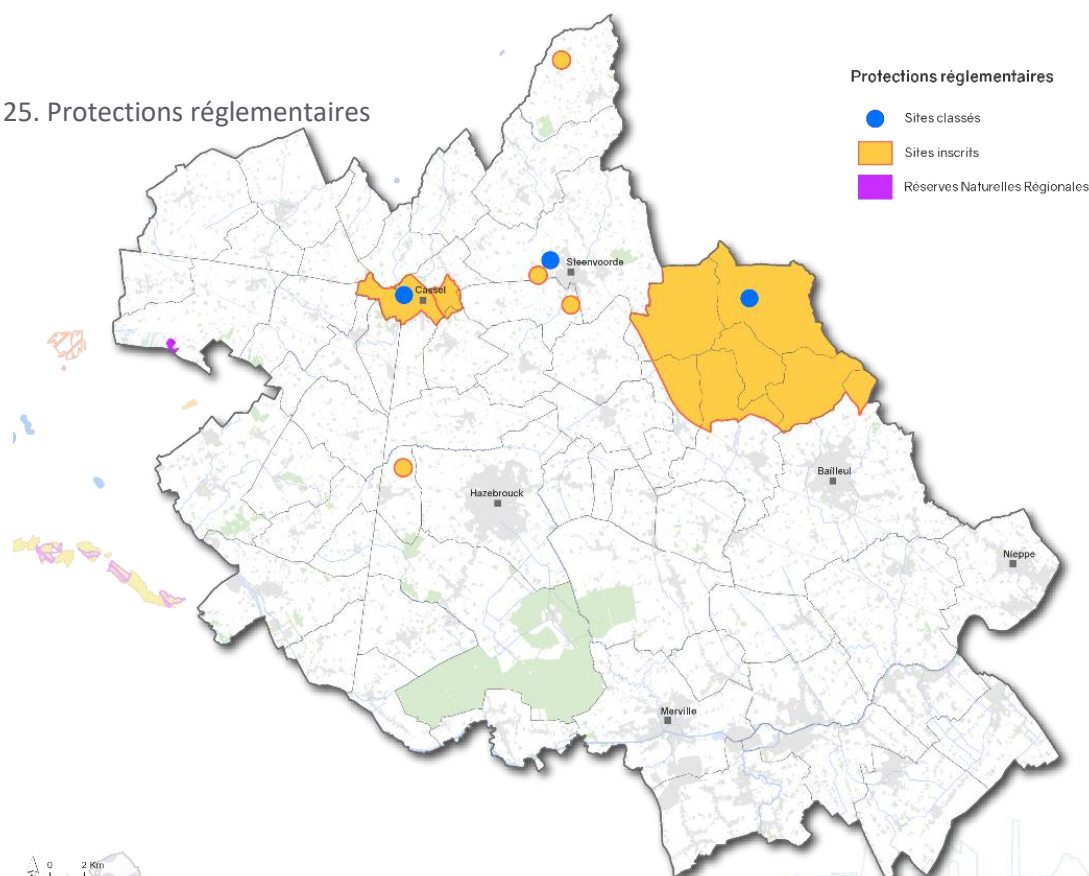 25. Protections réglementaires
Protections réglementaires
Sites classés
Sites inscrits
Réserves Naturelles Régionales
Steenvoorde
Cassel
Bailleul
Hazebrouck
Nieppe
Merville
0 2 Km